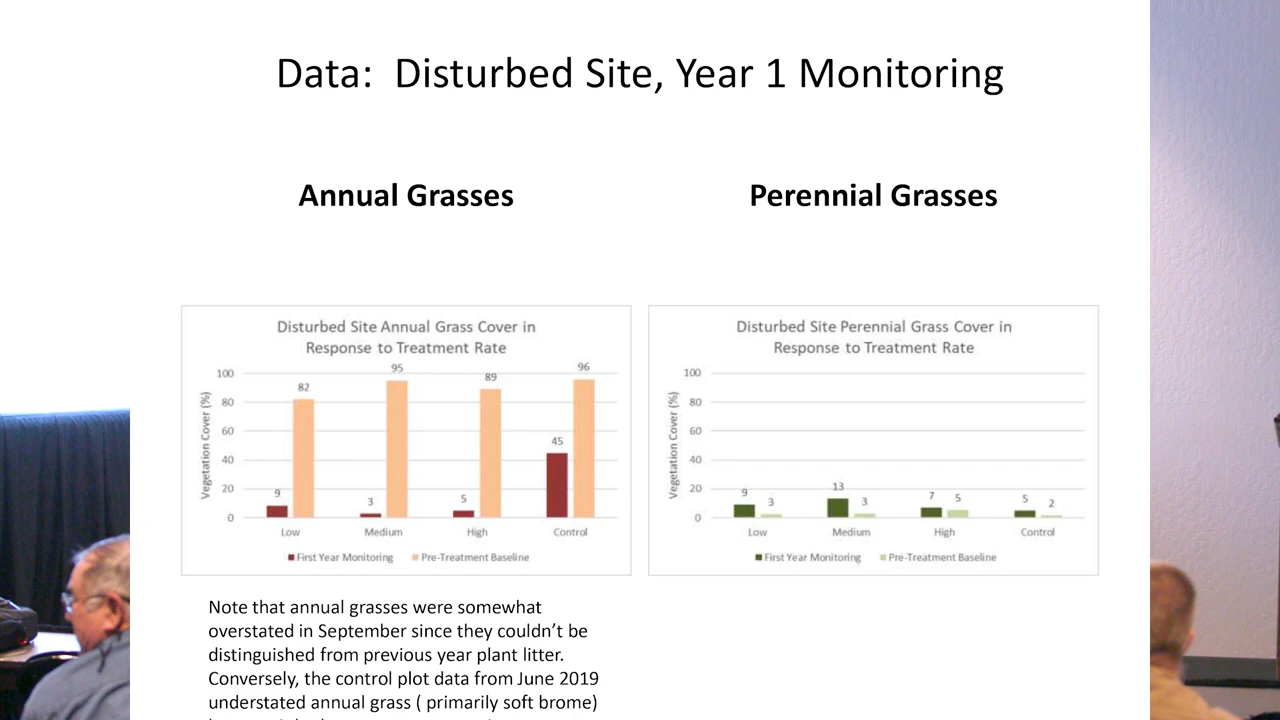 Data:  Disturbed Site, Year 1 Monitoring
Annual Grasses
Perennial Grasses
Disturbed Site Annual Grass Cover in
Response to Treatment Rate
Vegetation Cover (%)
100
80
60
40
20
0
9
82
3
95
5
89
45
96
Low
Medium
High
Control
First Year Monitoring
Pre-Treatment Baseline
Disturbed Site Perennial Grass Cover in
Response to Treatment Rate
Vegetation Cover (%)
100
80
60
40
20
0
9
3
13
3
7
5
5
2
Low
Medium
High
Control
First Year Monitoring
Pre-Treatment Baseline
Note that annual grasses were somewhat
overstated in September since they couldn’t be
distinguished from previous year plant litter.
Conversely, the control plot data from June 2019
understated annual grass ( primarily soft brome)